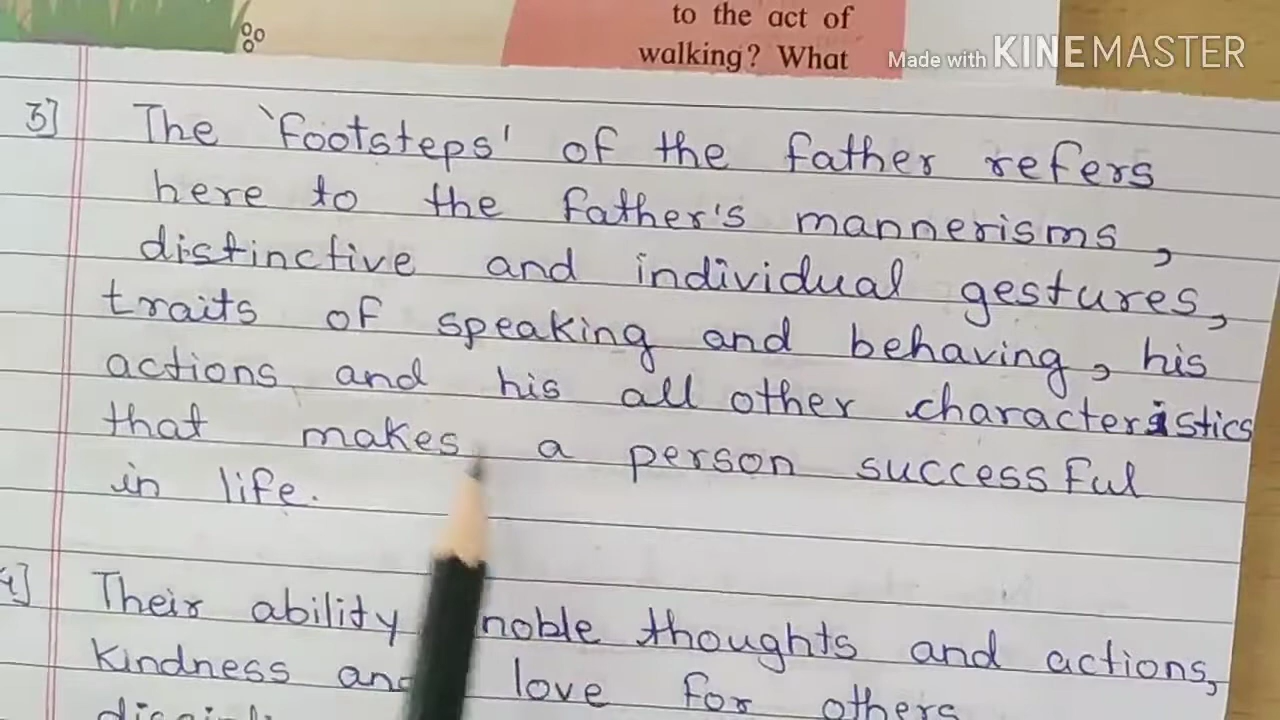 to the act of
walking? What
Made with KINEMASTER
3] The 'footsteps' of the father refers
here to the father's mannerisms,
distinctive and individual gestures,
traits of speaking and behaving, his
actions and his all other characteristics
that makes a person successful
in life.
4] Their ability noble thoughts and actions,
kindness and love for others